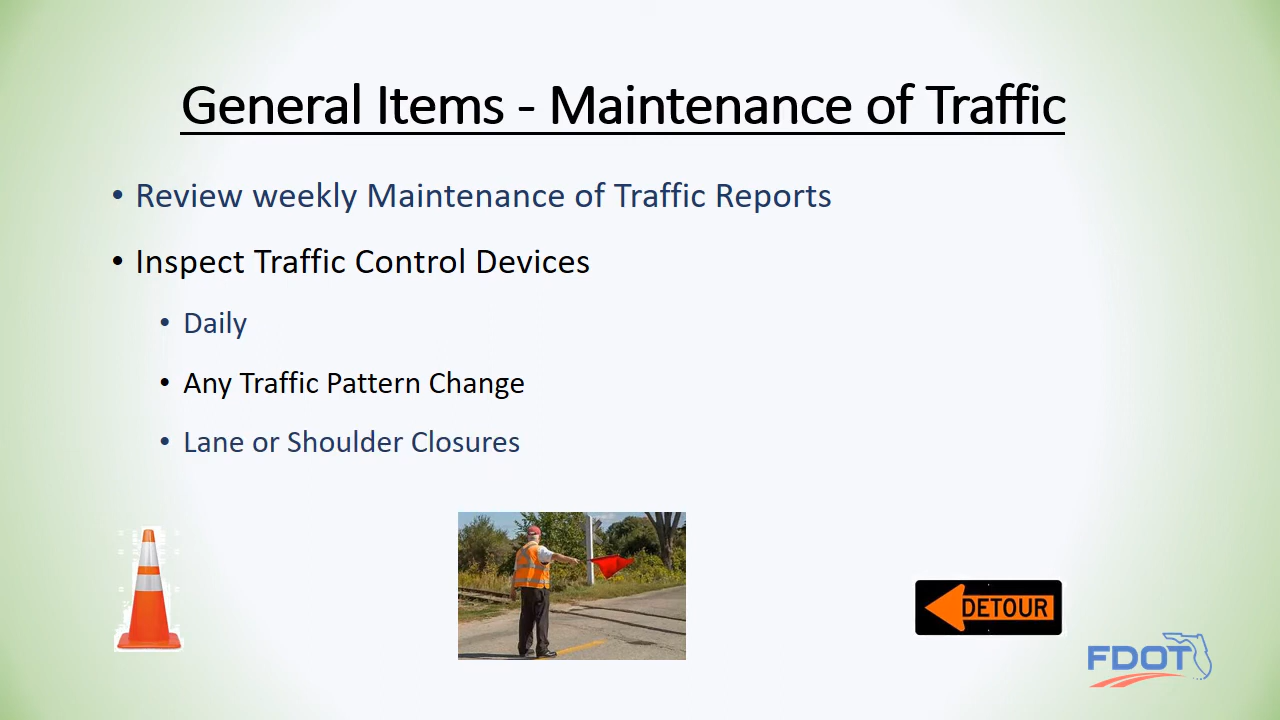 General Items - Maintenance of Traffic
• Review weekly Maintenance of Traffic Reports
• Inspect Traffic Control Devices
• Daily
• Any Traffic Pattern Change
• Lane or Shoulder Closures
DETOUR
FDOT